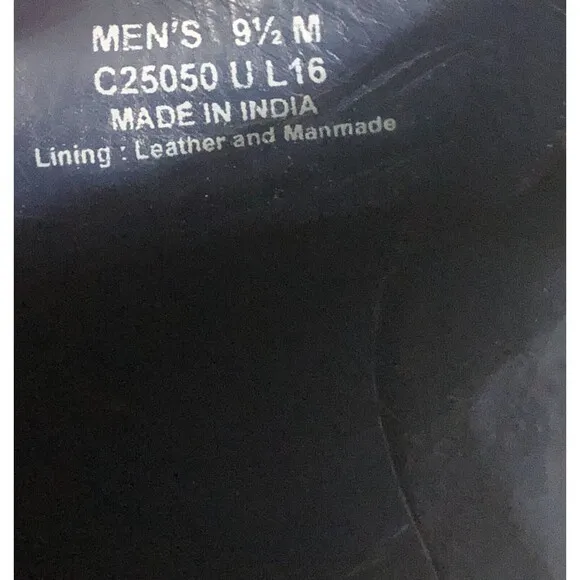 MEN'S 9½ M
C25050 U L16
MADE IN INDIA
Lining : Leather and Manmade